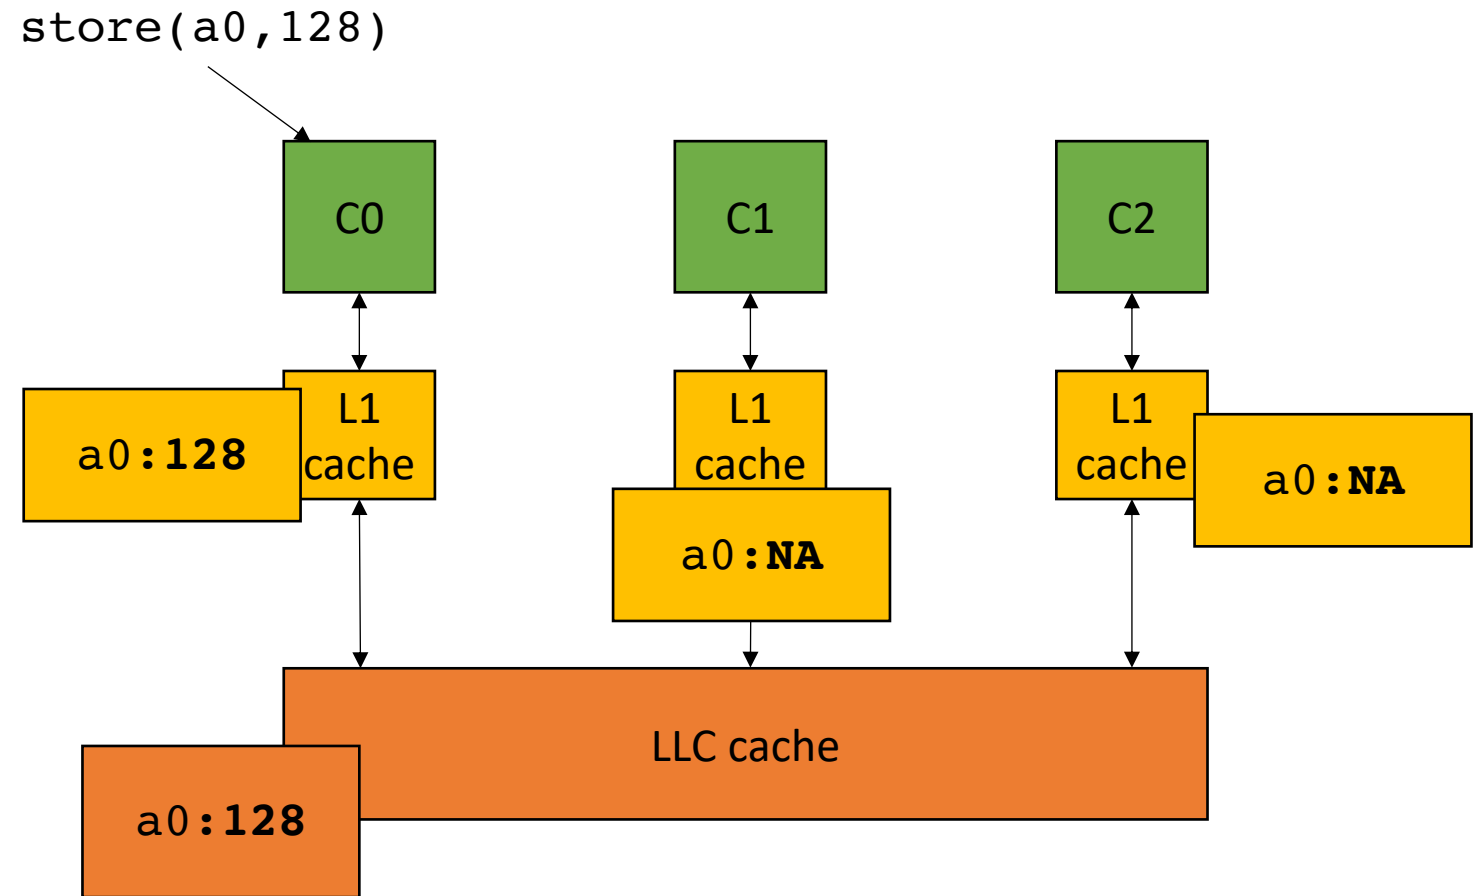 store(a0,128)
C0
C1
C2
L1
cache
L1
cache
L1
cache
a0:128
a0:NA
a0:NA
LLC cache
a0:128